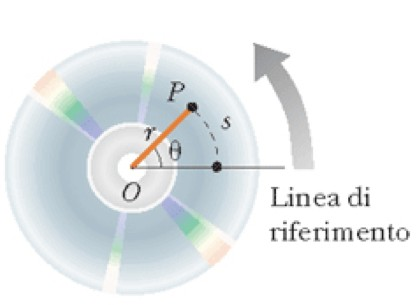 P
s
r
θ
O
Linea di
riferimento